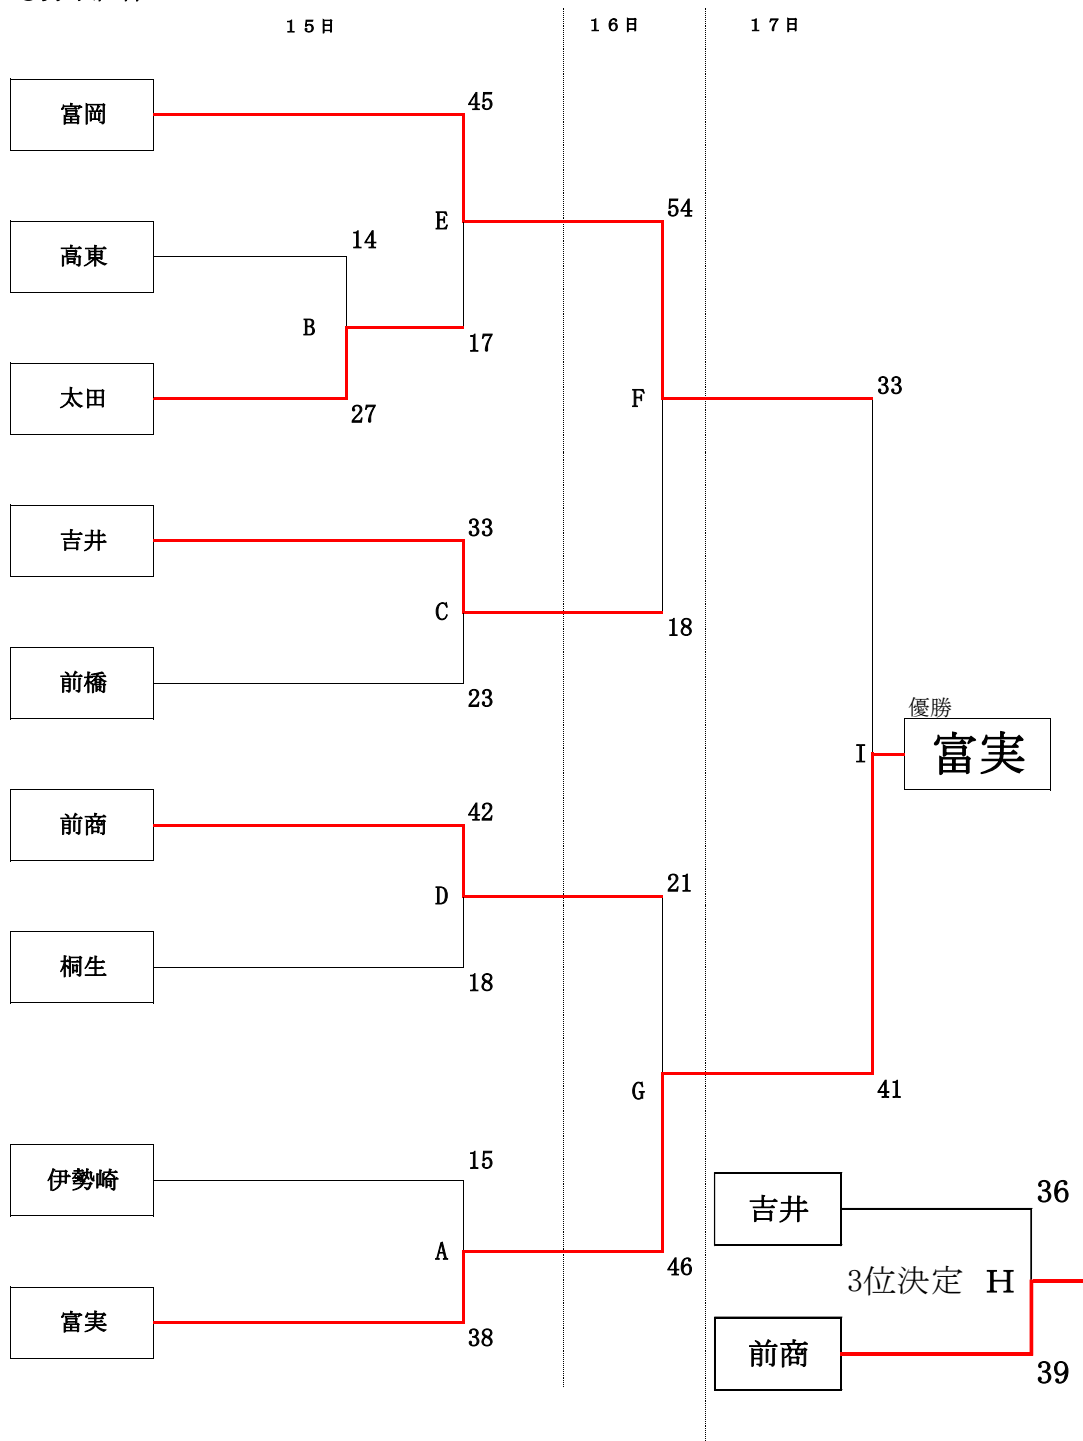 １５日 １６日 １７日
45
富岡
54
E
14
高東
B
17
太田
27
33
F
33
吉井
C
18
前橋
23
優勝
I
富実
42
前商
21
D
桐生
18
G
41
15
伊勢崎
36
吉井
A
46
3位決定 H
富実
38
前商
39